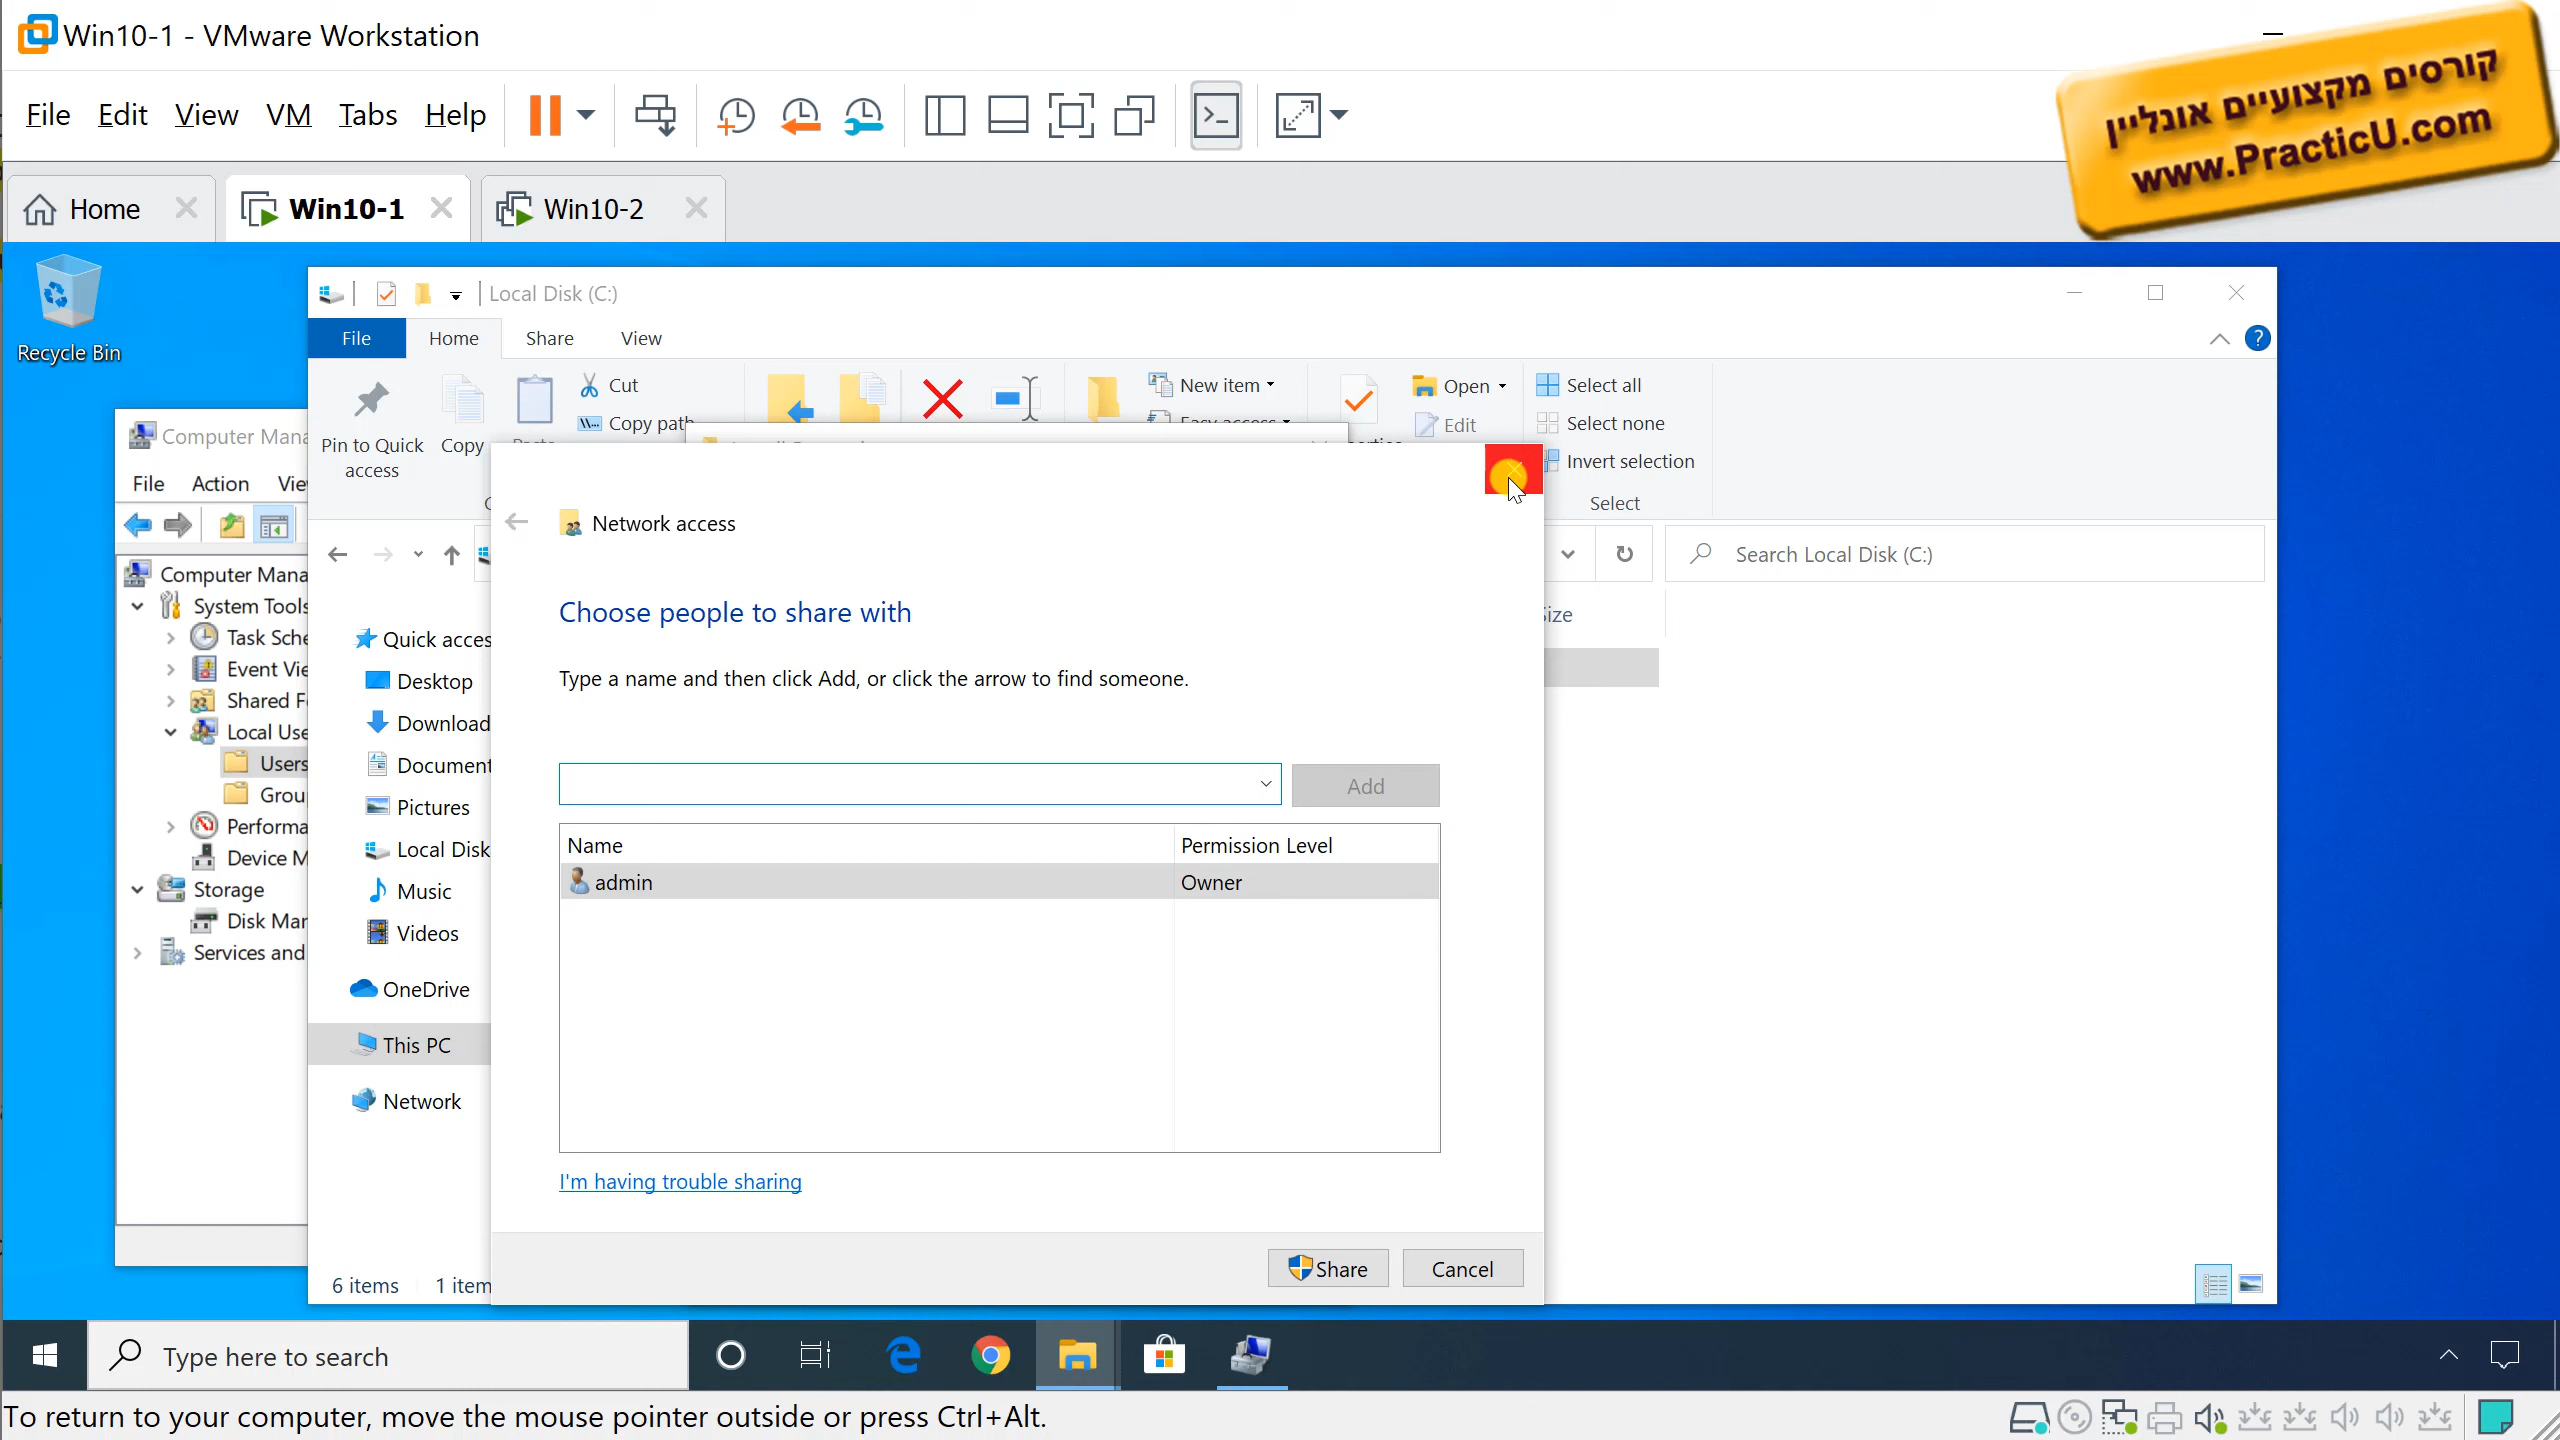 Win10-1 - VMware Workstation
קורסים מקצועיים אונליין
www.PracticU.com
File Edit View VM Tabs Help
Home Win10-1 Win10-2
Recycle Bin
Local Disk (C:)
File Home Share View
Pin to Quick access
Copy
Cut
Copy path
New item
Open
Edit
Select all
Select none
Invert selection
Select
Computer Mana
File Action Vie
Search Local Disk (C:)
Computer Mana
System Tools
Task Sche
Event Vie
Shared F
Local Use
Users
Grou
Performa
Device M
Storage
Disk Mar
Services and
Quick acces
Desktop
Download
Document
Pictures
Local Disk
Music
Videos
OneDrive
This PC
Network
6 items 1 item
Network access
Choose people to share with
Type a name and then click Add, or click the arrow to find someone.
Add
Name Permission Level
admin Owner
I'm having trouble sharing
Share Cancel
Type here to search
To return to your computer, move the mouse pointer outside or press Ctrl+Alt.